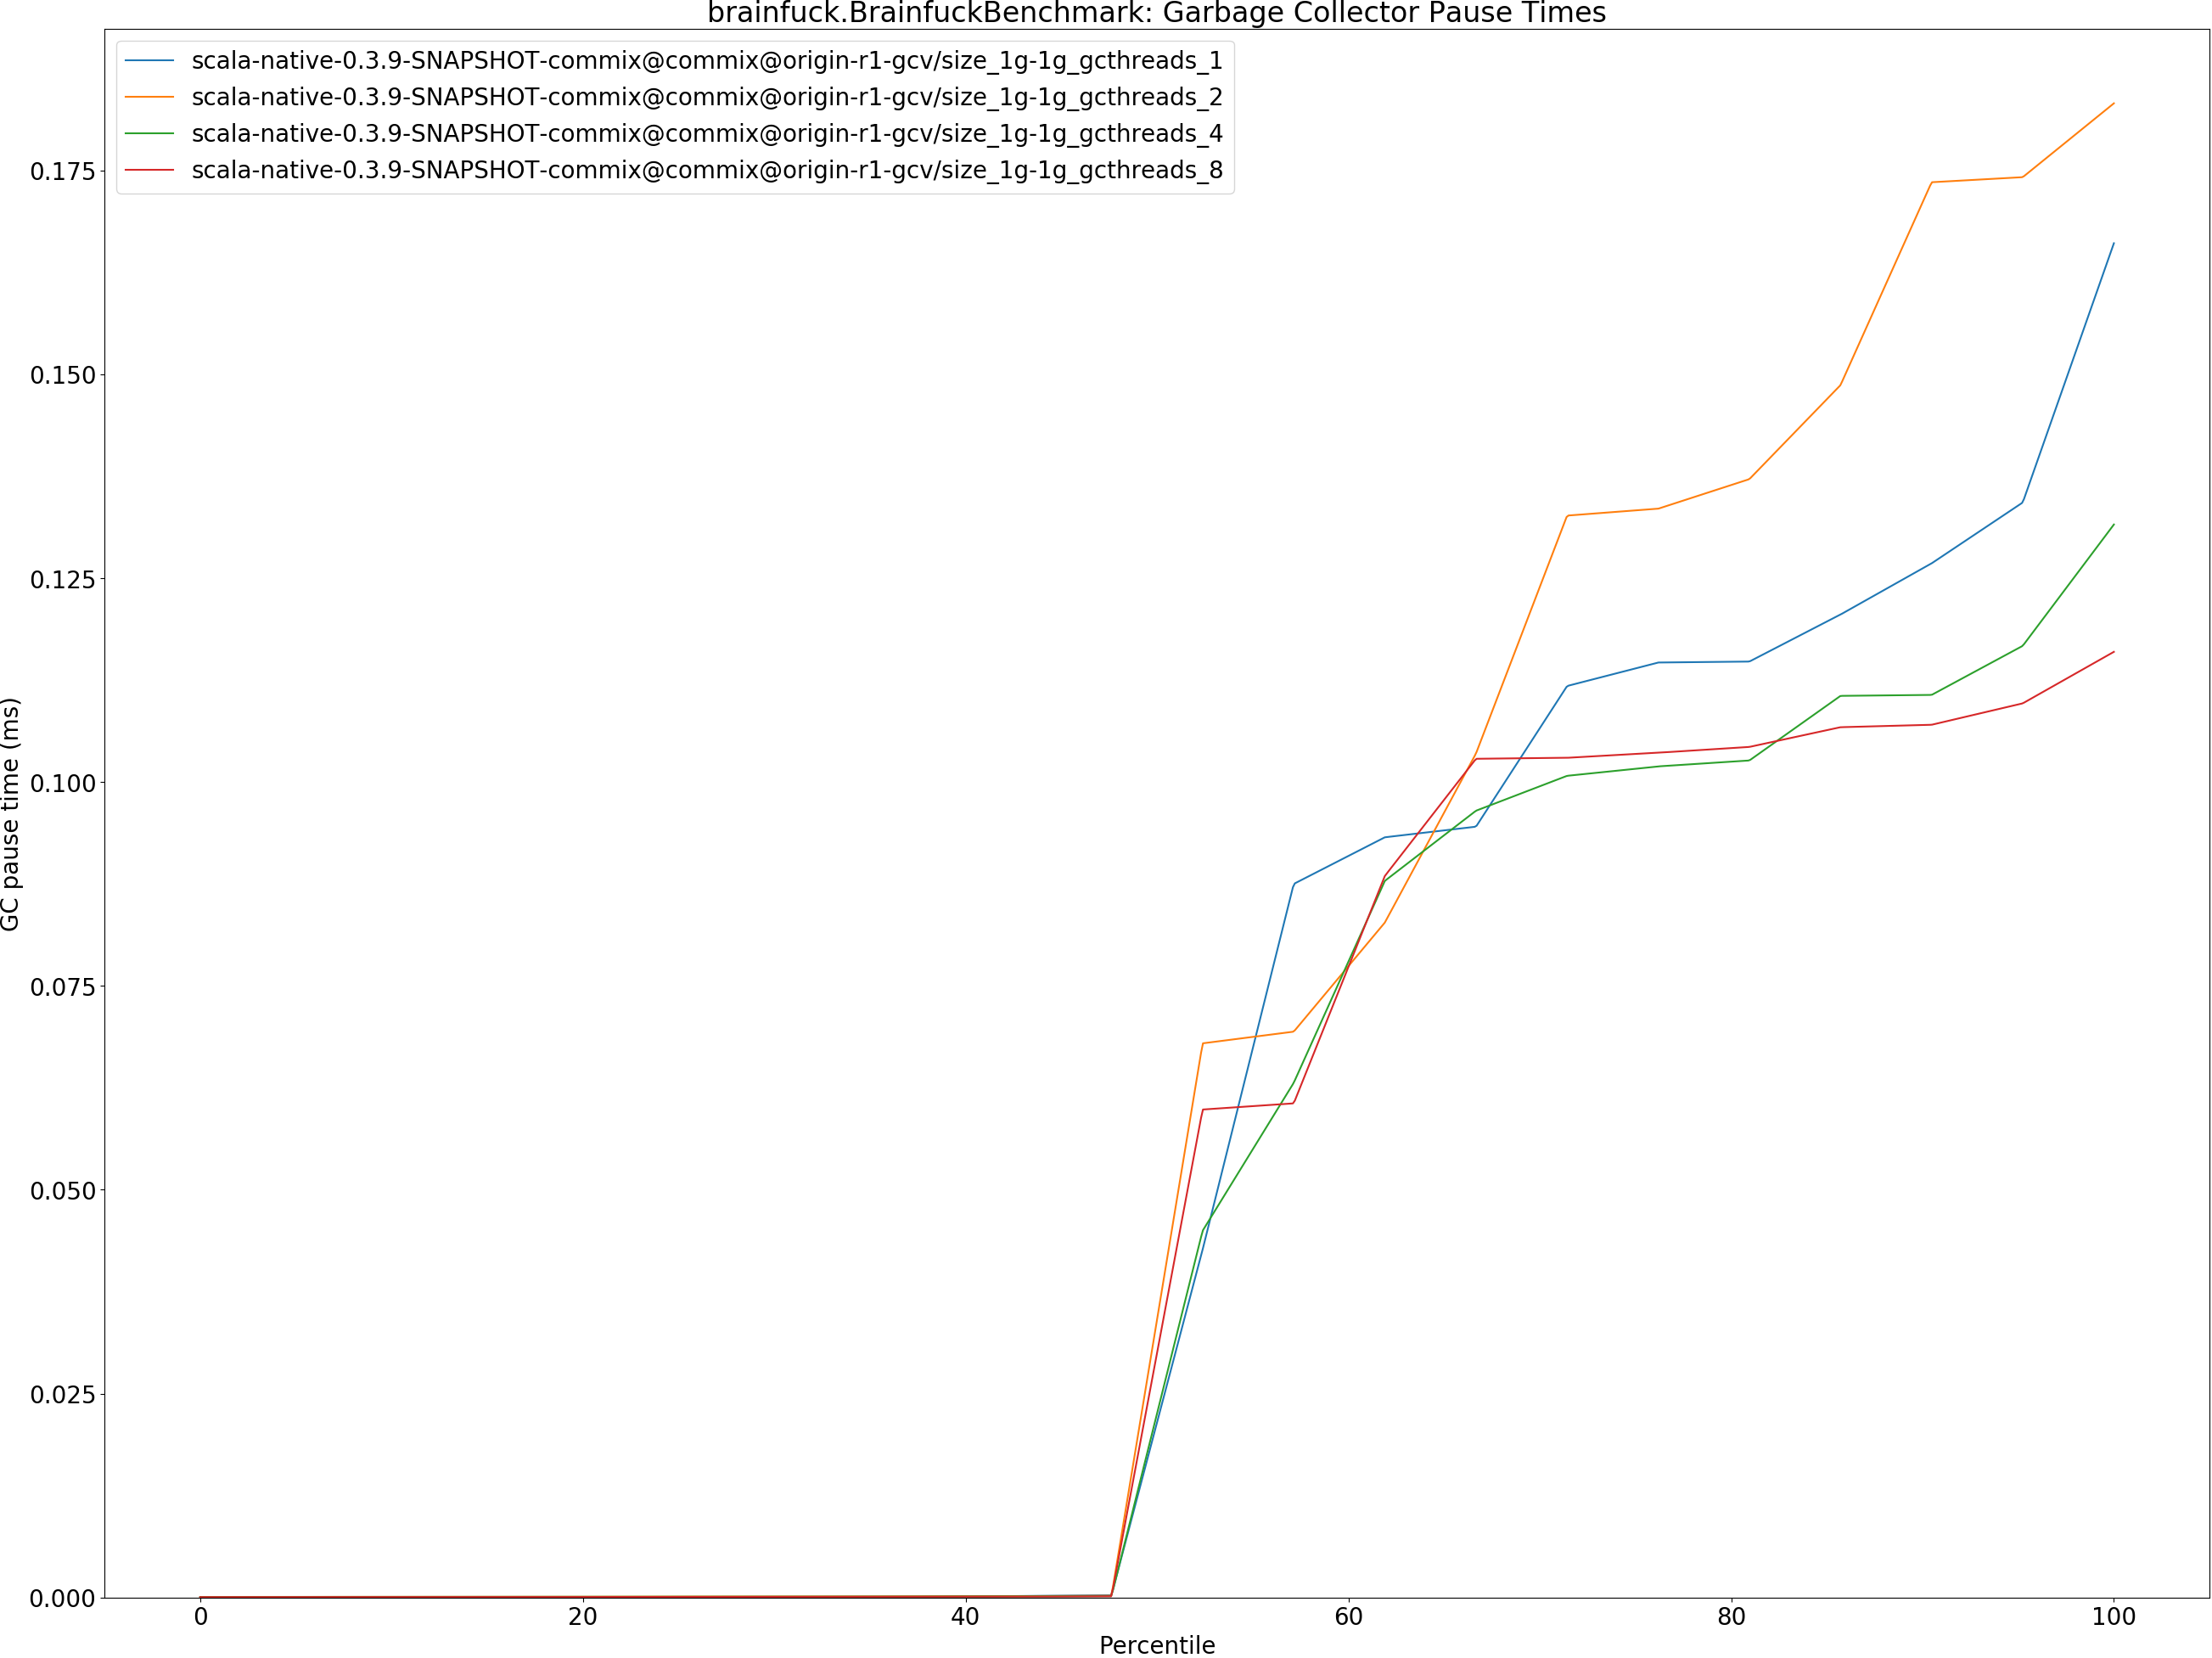 brainfuck.BrainfuckBenchmark: Garbage Collector Pause Times
scala-native-0.3.9-SNAPSHOT-commix@commix@origin-r1-gcv/size_1g-1g_gcthreads_1
scala-native-0.3.9-SNAPSHOT-commix@commix@origin-r1-gcv/size_1g-1g_gcthreads_2
scala-native-0.3.9-SNAPSHOT-commix@commix@origin-r1-gcv/size_1g-1g_gcthreads_4
scala-native-0.3.9-SNAPSHOT-commix@commix@origin-r1-gcv/size_1g-1g_gcthreads_8
GC pause time (ms)
0.175
0.150
0.125
0.100
0.075
0.050
0.025
0.000
0 20 40 60 80 100
Percentile